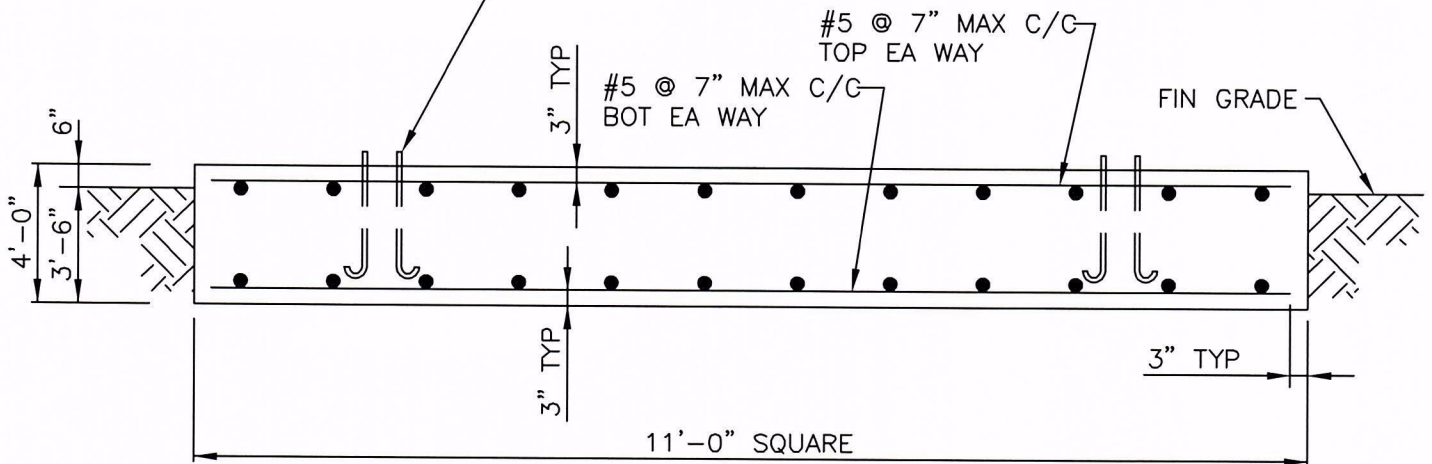 #5 @ 7" MAX C/C
TOP EA WAY
#5 @ 7" MAX C/C
BOT EA WAY
3" TYP
FIN GRADE
6"
4'-0"
3'-6"
3" TYP
3" TYP
11'-0" SQUARE